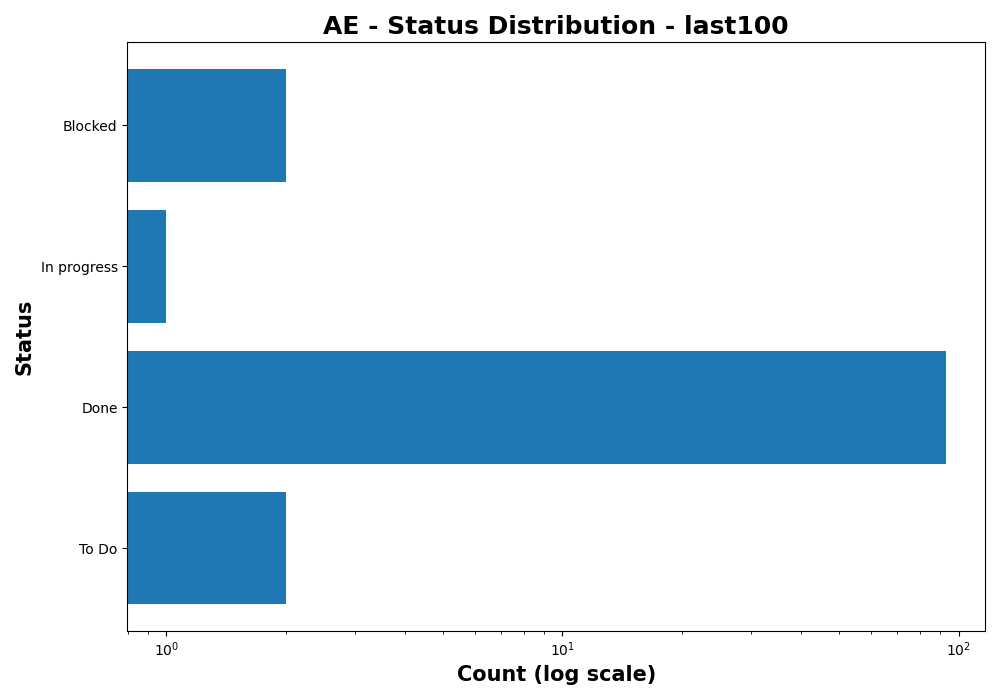 AE - Status Distribution - last100
Blocked
In progress
Done
To Do
Status
10⁰
10¹
10²
Count (log scale)